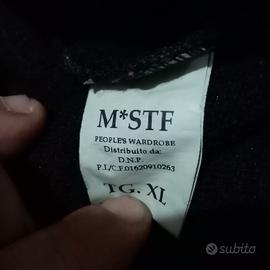 M*STF
PEOPLE'S WARDROBE
Distribuito da:
D.N.P.
P.I./C.F.01620910263
TG. XL
subito